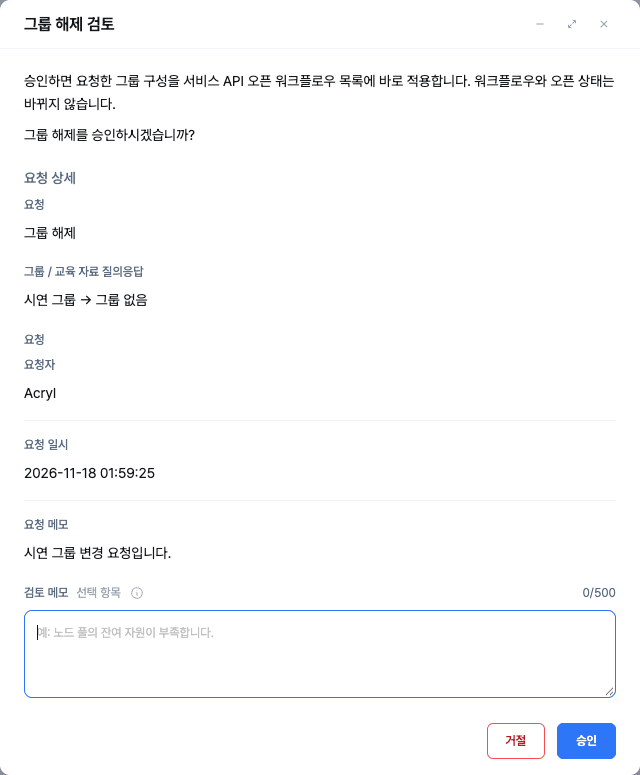 그룹 해제 검토
승인하면 요청한 그룹 구성을 서비스 API 오픈 워크플로우 목록에 바로 적용합니다. 워크플로우와 오픈 상태는
바뀌지 않습니다.
그룹 해제를 승인하시겠습니까?
요청 상세
요청
그룹 해제
그룹 / 교육 자료 질의응답
시연 그룹 → 그룹 없음
요청
요청자
Acryl
요청 일시
2026-11-18 01:59:25
요청 메모
시연 그룹 변경 요청입니다.
검토 메모 선택 항목 0/500
예: 노드 풀의 잔여 자원이 부족합니다.
거절 승인